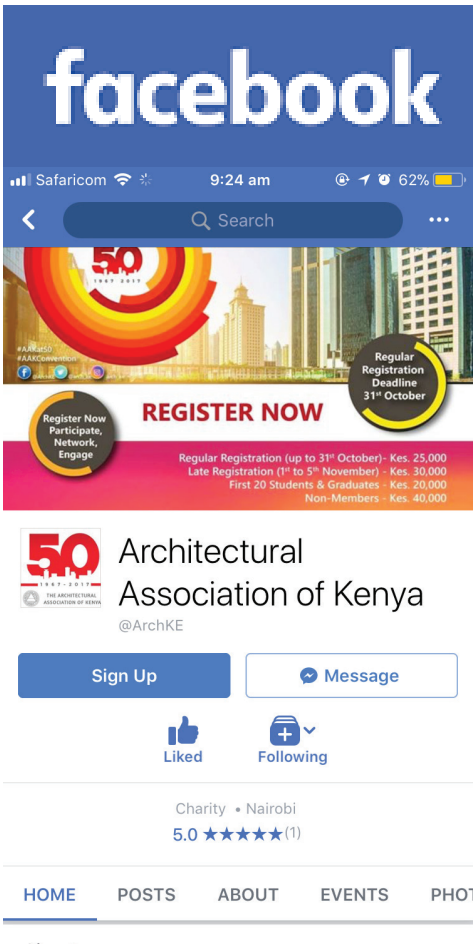 facebook
Safaricom 9:24 am 62%
Search
50
1967 2017
#AAKat50
#AAKConvention
Regular
Registration
Deadline
31st October
Register Now
Participate,
Network,
Engage
REGISTER NOW
Regular Registration (up to 31st October)- Kes. 25,000
Late Registration (1st to 5th November) - Kes. 30,000
First 20 Students & Graduates - Kes. 20,000
Non-Members - Kes. 40,000
50
1967-2017
THE ARCHITECTURAL
ASSOCIATION OF KENYA
Architectural
Association of Kenya
@ArchKE
Sign Up
Message
Liked
Following
Charity • Nairobi
5.0 ★★★★★ (1)
HOME POSTS ABOUT EVENTS PHOT